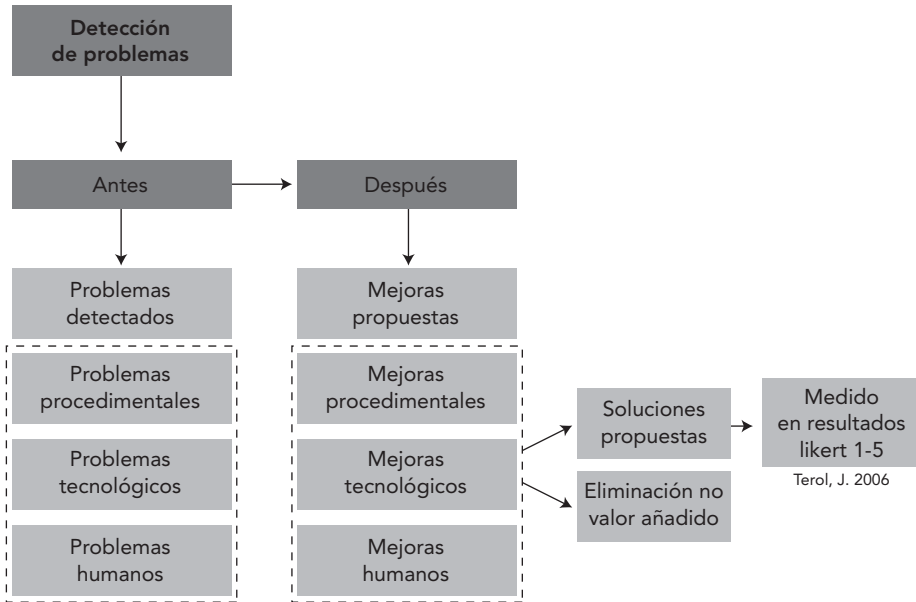 Detección
de problemas
Antes
Después
Problemas
detectados
Mejoras
propuestas
Problemas
procedimentales
Mejoras
procedimentales
Soluciones
propuestas
Medido
en resultados
likert 1-5
Terol, J. 2006
Problemas
tecnológicos
Mejoras
tecnológicos
Eliminación no
valor añadido
Problemas
humanos
Mejoras
humanos